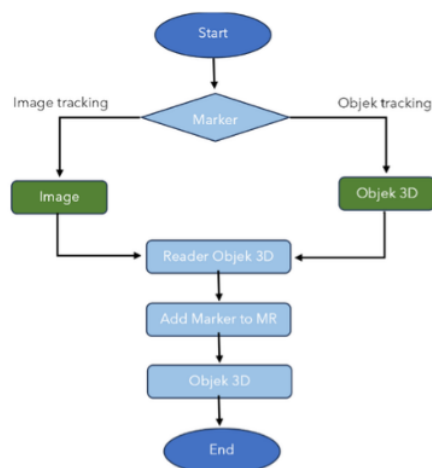 Start
Image tracking
Objek tracking
Marker
Image
Objek 3D
Reader Objek 3D
Add Marker to MR
Objek 3D
End